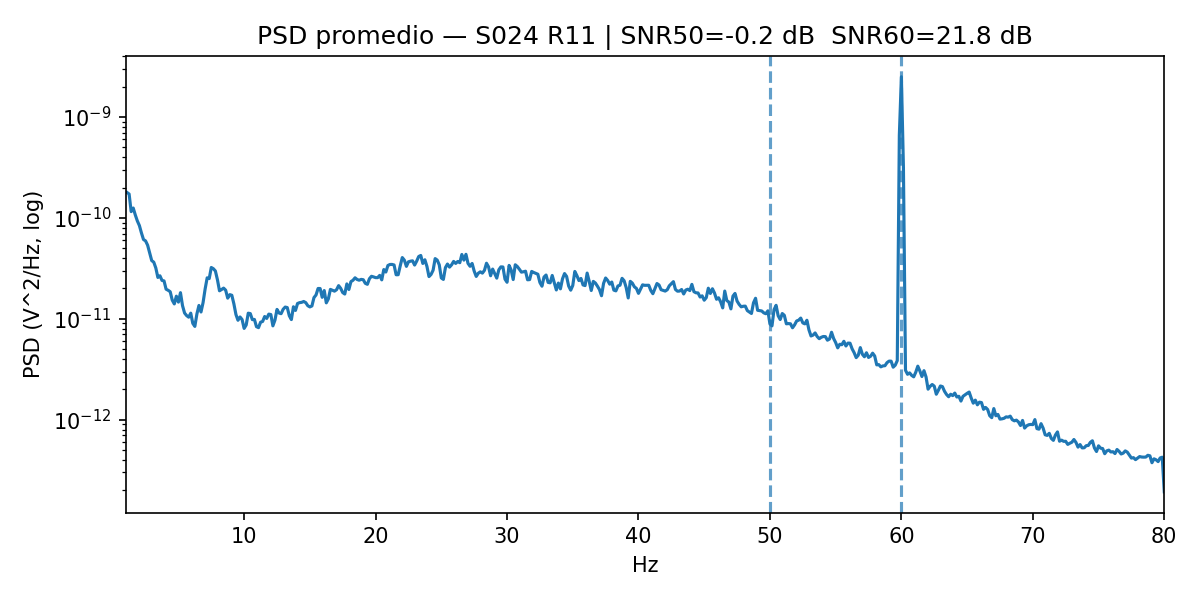 PSD promedio — S024 R11 | SNR50=-0.2 dB  SNR60=21.8 dB
PSD (V^2/Hz, log)
10⁻⁹
10⁻¹⁰
10⁻¹¹
10⁻¹²
10 20 30 40 50 60 70 80
Hz